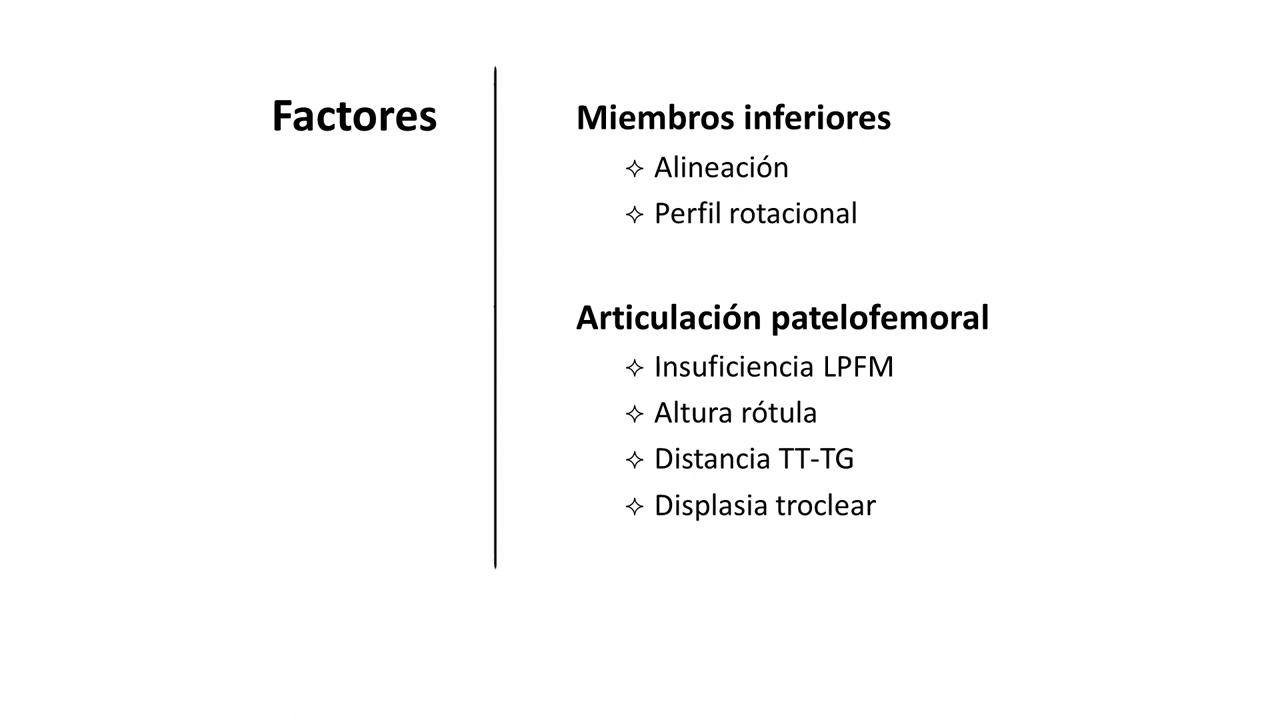 Factores
Miembros inferiores
✧ Alineación
✧ Perfil rotacional
Articulación patelofemoral
✧ Insuficiencia LPFM
✧ Altura rótula
✧ Distancia TT-TG
✧ Displasia troclear